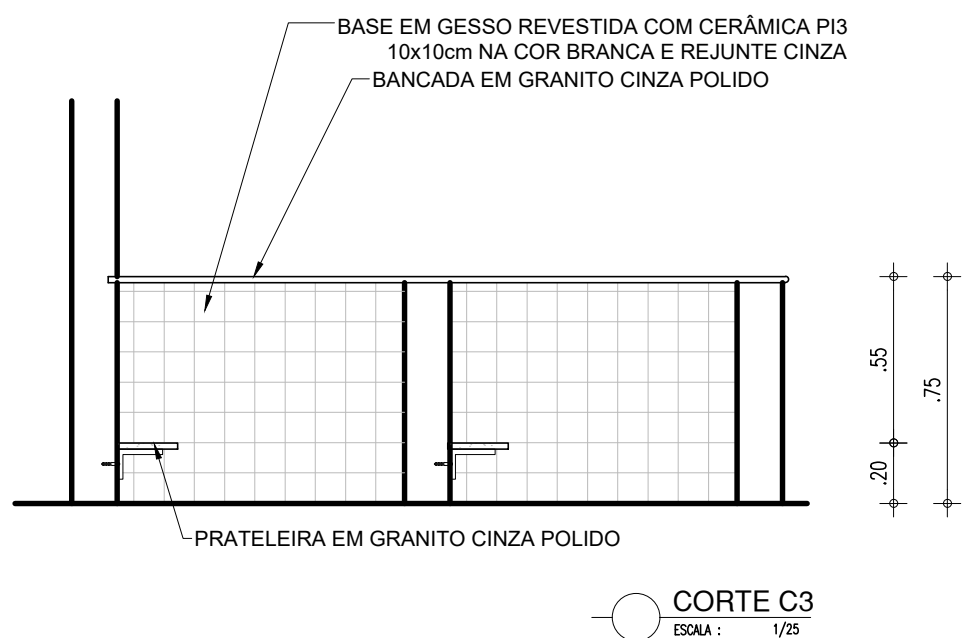 BASE EM GESSO REVESTIDA COM CERÂMICA PI3
10x10cm NA COR BRANCA E REJUNTE CINZA
BANCADA EM GRANITO CINZA POLIDO
.55
.75
.20
PRATELEIRA EM GRANITO CINZA POLIDO
CORTE C3
ESCALA : 1/25